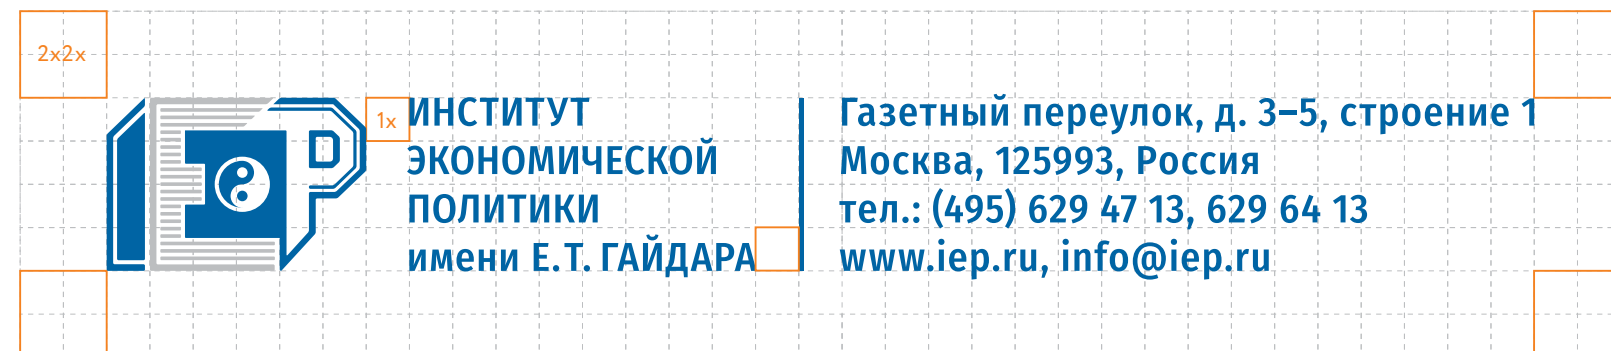 2x2x
1x
ИНСТИТУТ
ЭКОНОМИЧЕСКОЙ
ПОЛИТИКИ
имени Е.Т. ГАЙДАРА
Газетный переулок, д. 3–5, строение 1
Москва, 125993, Россия
тел.: (495) 629 47 13, 629 64 13
www.iep.ru, info@iep.ru